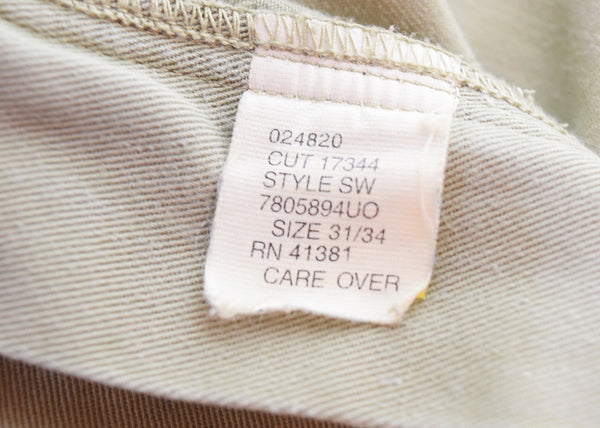 024820
CUT 17344
STYLE SW
7805894UO
SIZE 31/34
RN 41381
CARE OVER